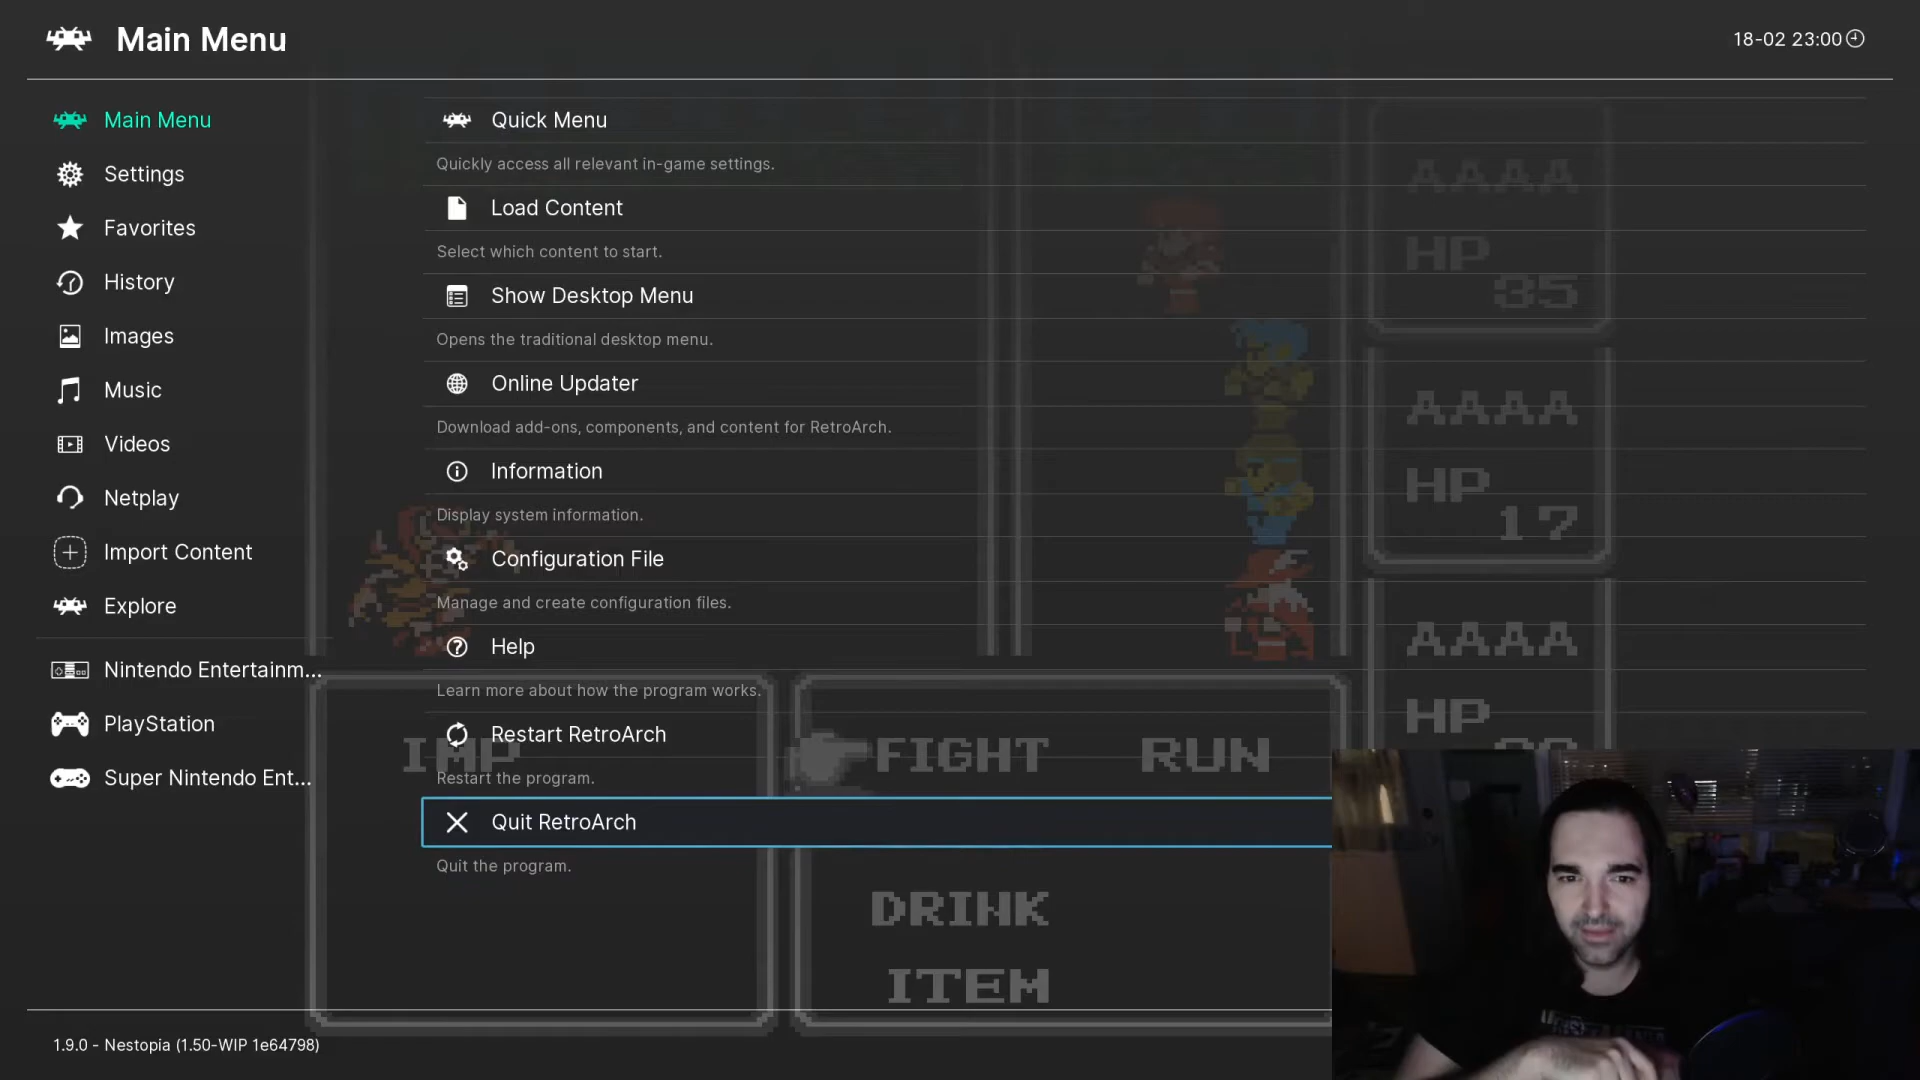 Main Menu
18-02 23:00
Main Menu
Settings
Favorites
History
Images
Music
Videos
Netplay
Import Content
Explore
Nintendo Entertainm...
PlayStation
Super Nintendo Ent...
Quick Menu
Quickly access all relevant in-game settings.
Load Content
Select which content to start.
Show Desktop Menu
Opens the traditional desktop menu.
Online Updater
Download add-ons, components, and content for RetroArch.
Information
Display system information.
Configuration File
Manage and create configuration files.
Help
Learn more about how the program works.
Restart RetroArch
Restart the program.
Quit RetroArch
Quit the program.
AAAA
HP
35
AAAA
HP
17
AAAA
HP
IMP
FIGHT RUN
DRINK
ITEM
1.9.0 - Nestopia (1.50-WIP 1e64798)